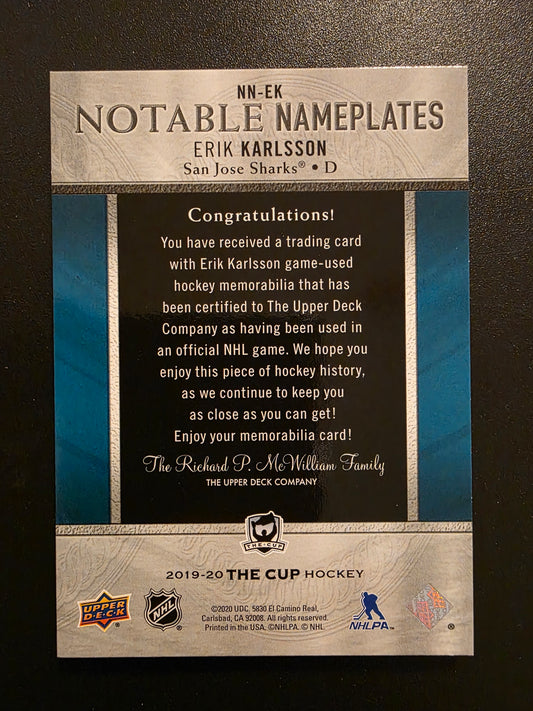 NN-EK
NOTABLE NAMEPLATES
ERIK KARLSSON
San Jose Sharks® • D
Congratulations!
You have received a trading card
with Erik Karlsson game-used
hockey memorabilia that has
been certified to The Upper Deck
Company as having been used in
an official NHL game. We hope you
enjoy this piece of hockey history,
as we continue to keep you
as close as you can get!
Enjoy your memorabilia card!
The Richard P. McWilliam Family
THE UPPER DECK COMPANY
THE CUP
2019-20 THE CUP HOCKEY
UPPER DECK
NHL
©2020 UDC. 5830 El Camino Real,
Carlsbad, CA 92008. All rights reserved.
Printed in the USA. ©NHLPA. © NHL
NHLPA™
®